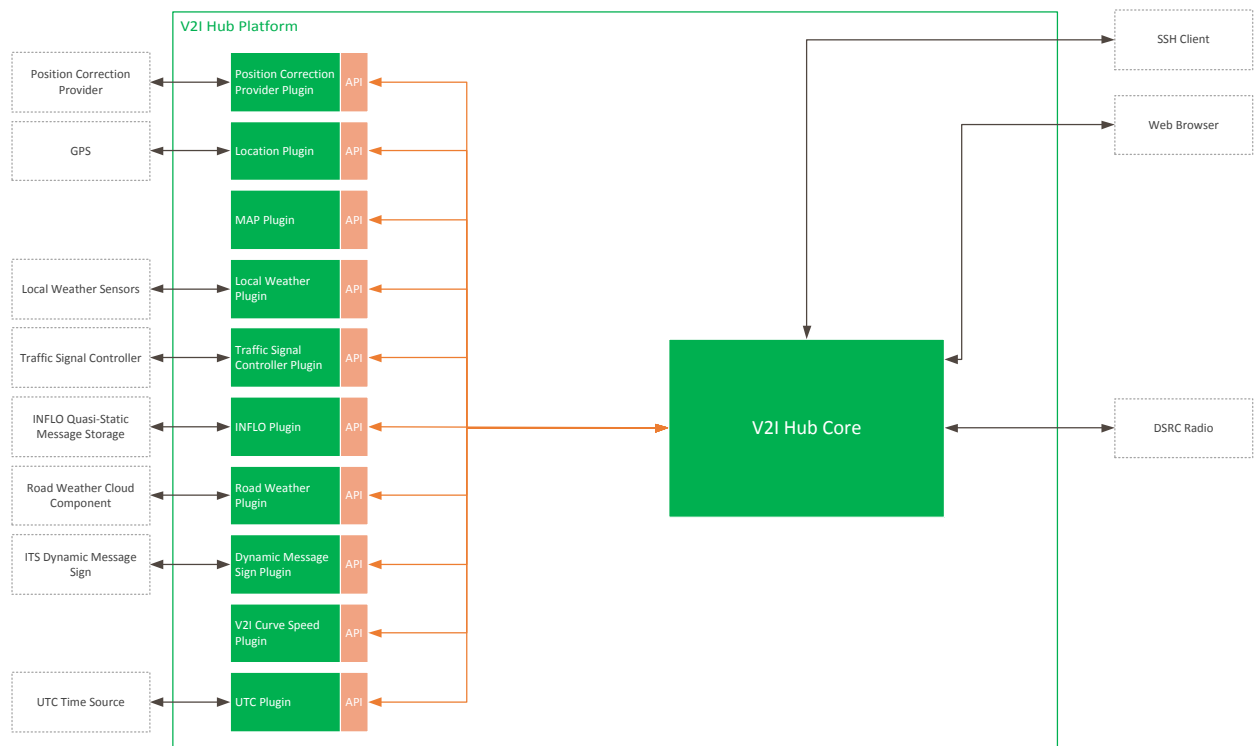 V2I Hub Platform
SSH Client
Position Correction
Provider
Position Correction
Provider Plugin
API
Web Browser
GPS
Location Plugin
API
MAP Plugin
API
Local Weather Sensors
Local Weather
Plugin
API
Traffic Signal Controller
Traffic Signal
Controller Plugin
API
INFLO Quasi-Static
Message Storage
INFLO Plugin
API
V2I Hub Core
DSRC Radio
Road Weather Cloud
Component
Road Weather
Plugin
API
ITS Dynamic Message
Sign
Dynamic Message
Sign Plugin
API
V2I Curve Speed
Plugin
API
UTC Time Source
UTC Plugin
API